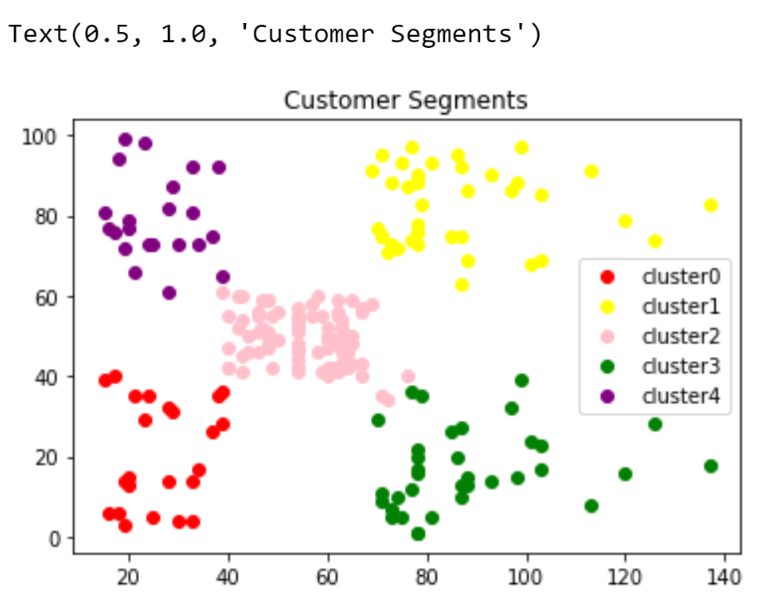 Text(0.5, 1.0, 'Customer Segments')
Customer Segments
100
80
60
40
20
0
cluster0
cluster1
cluster2
cluster3
cluster4
20 40 60 80 100 120 140